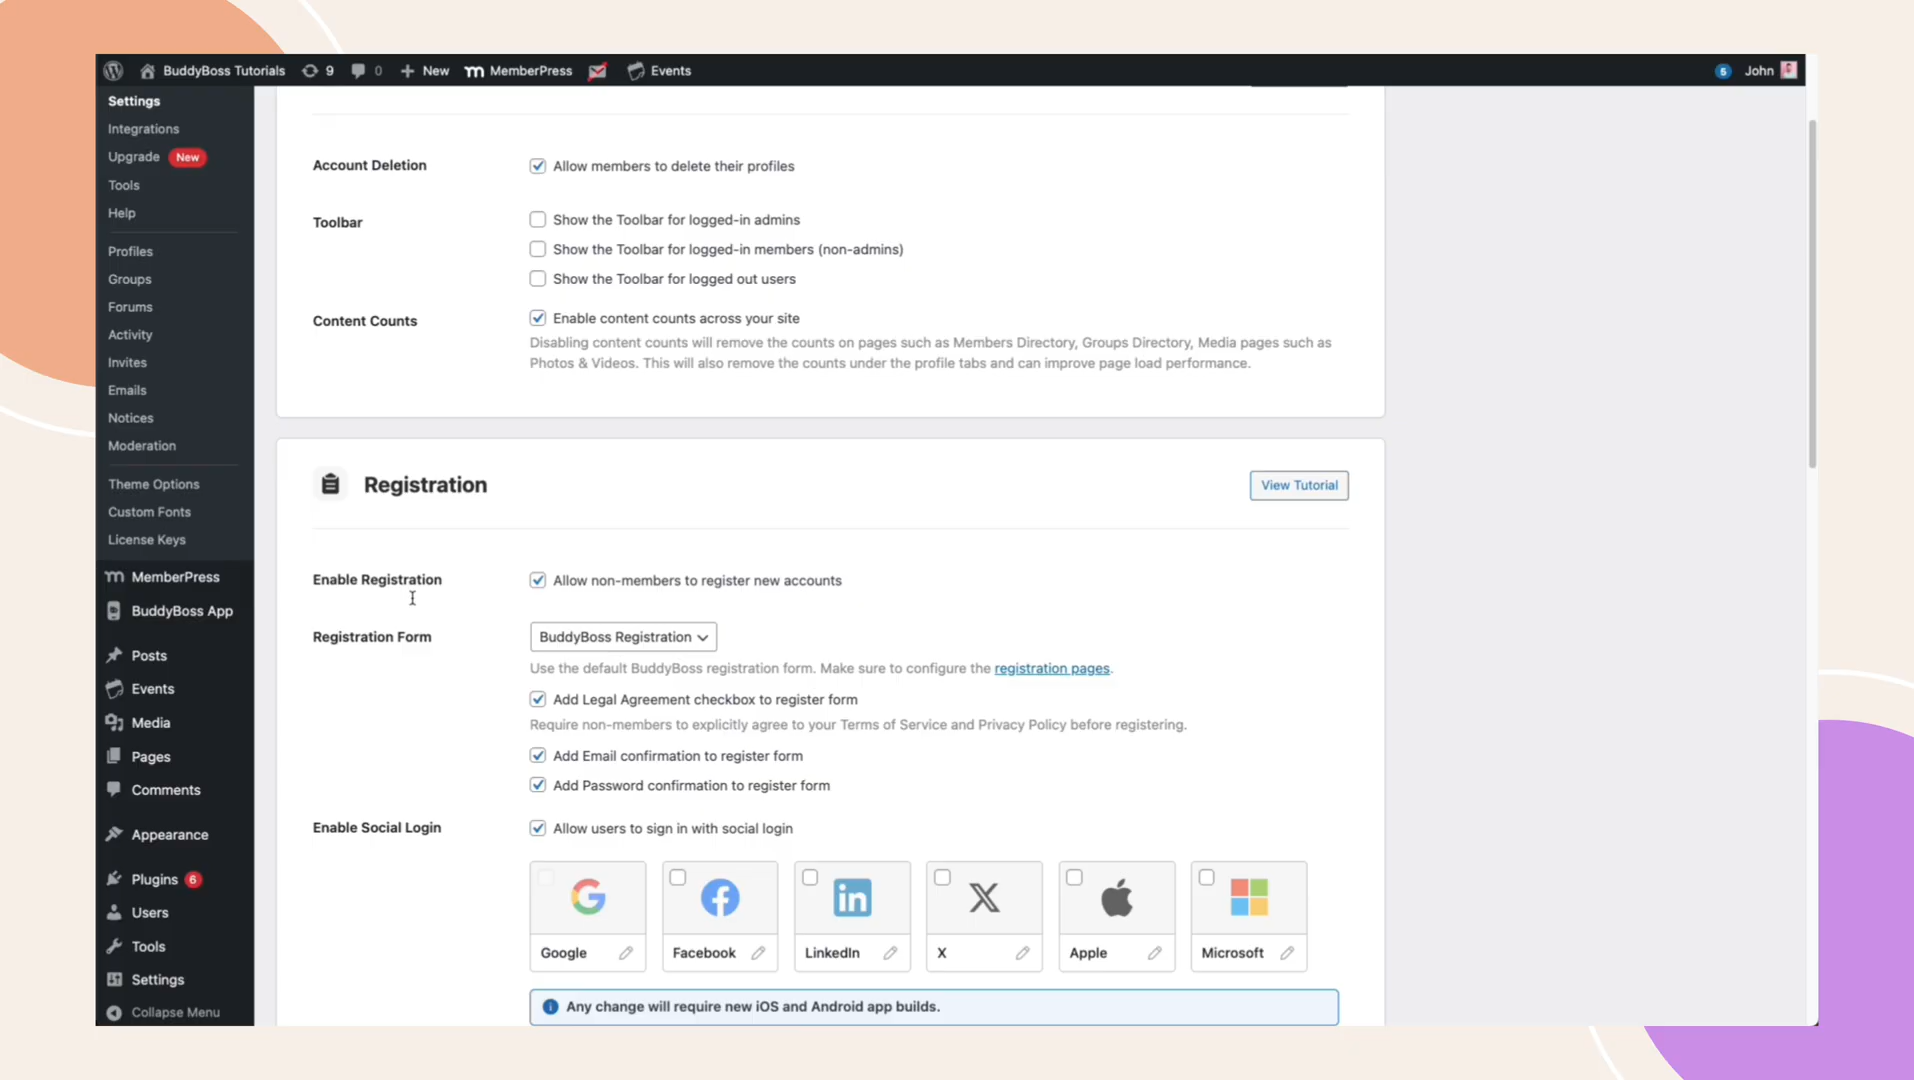 BuddyBoss Tutorials 9 0 New MemberPress Events 5 John
Settings
Integrations
Upgrade New
Tools
Help
Profiles
Groups
Forums
Activity
Invites
Emails
Notices
Moderation
Theme Options
Custom Fonts
License Keys
MemberPress
BuddyBoss App
Posts
Events
Media
Pages
Comments
Appearance
Plugins 6
Users
Tools
Settings
Collapse Menu
Account Deletion
Allow members to delete their profiles
Toolbar
Show the Toolbar for logged-in admins
Show the Toolbar for logged-in members (non-admins)
Show the Toolbar for logged out users
Content Counts
Enable content counts across your site
Disabling content counts will remove the counts on pages such as Members Directory, Groups Directory, Media pages such as
Photos & Videos. This will also remove the counts under the profile tabs and can improve page load performance.
Registration
View Tutorial
Enable Registration
Allow non-members to register new accounts
Registration Form
BuddyBoss Registration
Use the default BuddyBoss registration form. Make sure to configure the registration pages.
Add Legal Agreement checkbox to register form
Require non-members to explicitly agree to your Terms of Service and Privacy Policy before registering.
Add Email confirmation to register form
Add Password confirmation to register form
Enable Social Login
Allow users to sign in with social login
Google
Facebook
LinkedIn
X
Apple
Microsoft
Any change will require new iOS and Android app builds.